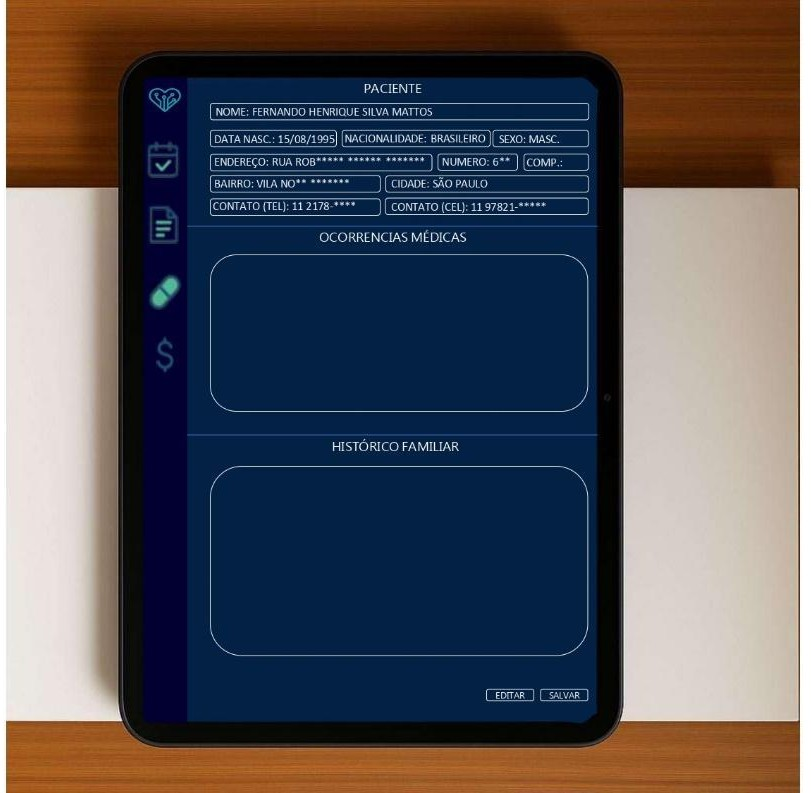 PACIENTE
NOME: FERNANDO HENRIQUE SILVA MATTOS
DATA NASC.: 15/08/1995 NACIONALIDADE: BRASILEIRO SEXO: MASC.
ENDEREÇO: RUA ROB***** ****** ******* NUMERO: 6** COMP.:
BAIRRO: VILA NO** ******* CIDADE: SÃO PAULO
CONTATO (TEL): 11 2178-**** CONTATO (CEL): 11 97821-*****
OCORRENCIAS MÉDICAS
HISTÓRICO FAMILIAR
EDITAR SALVAR